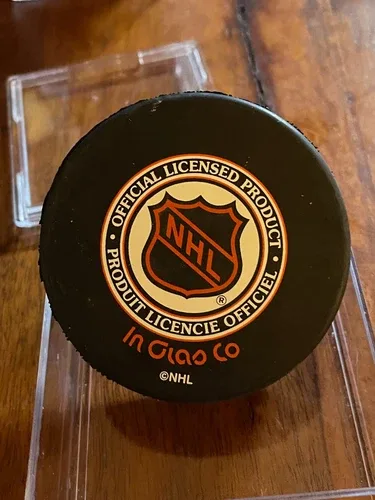 • OFFICIAL LICENSED PRODUCT •
NHL
PRODUIT LICENCIE OFFICIEL
®
In Glas Co
©NHL